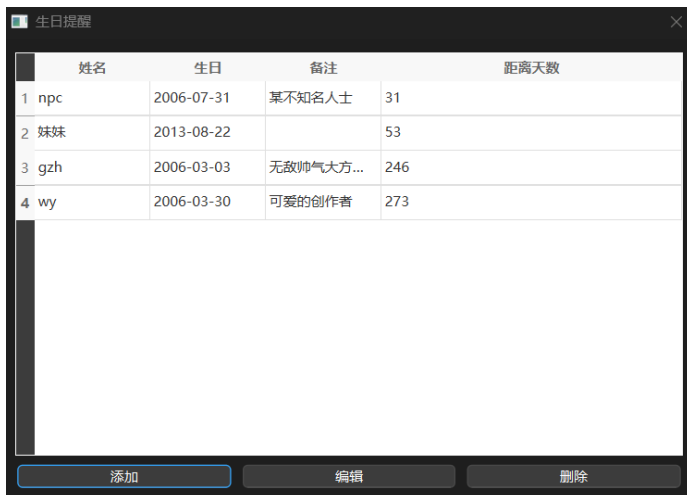 生日提醒
姓名 生日 备注 距离天数
1 npc 2006-07-31 某不知名人士 31
2 妹妹 2013-08-22 53
3 gzh 2006-03-03 无敌帅气大方... 246
4 wy 2006-03-30 可爱的创作者 273
添加 编辑 删除